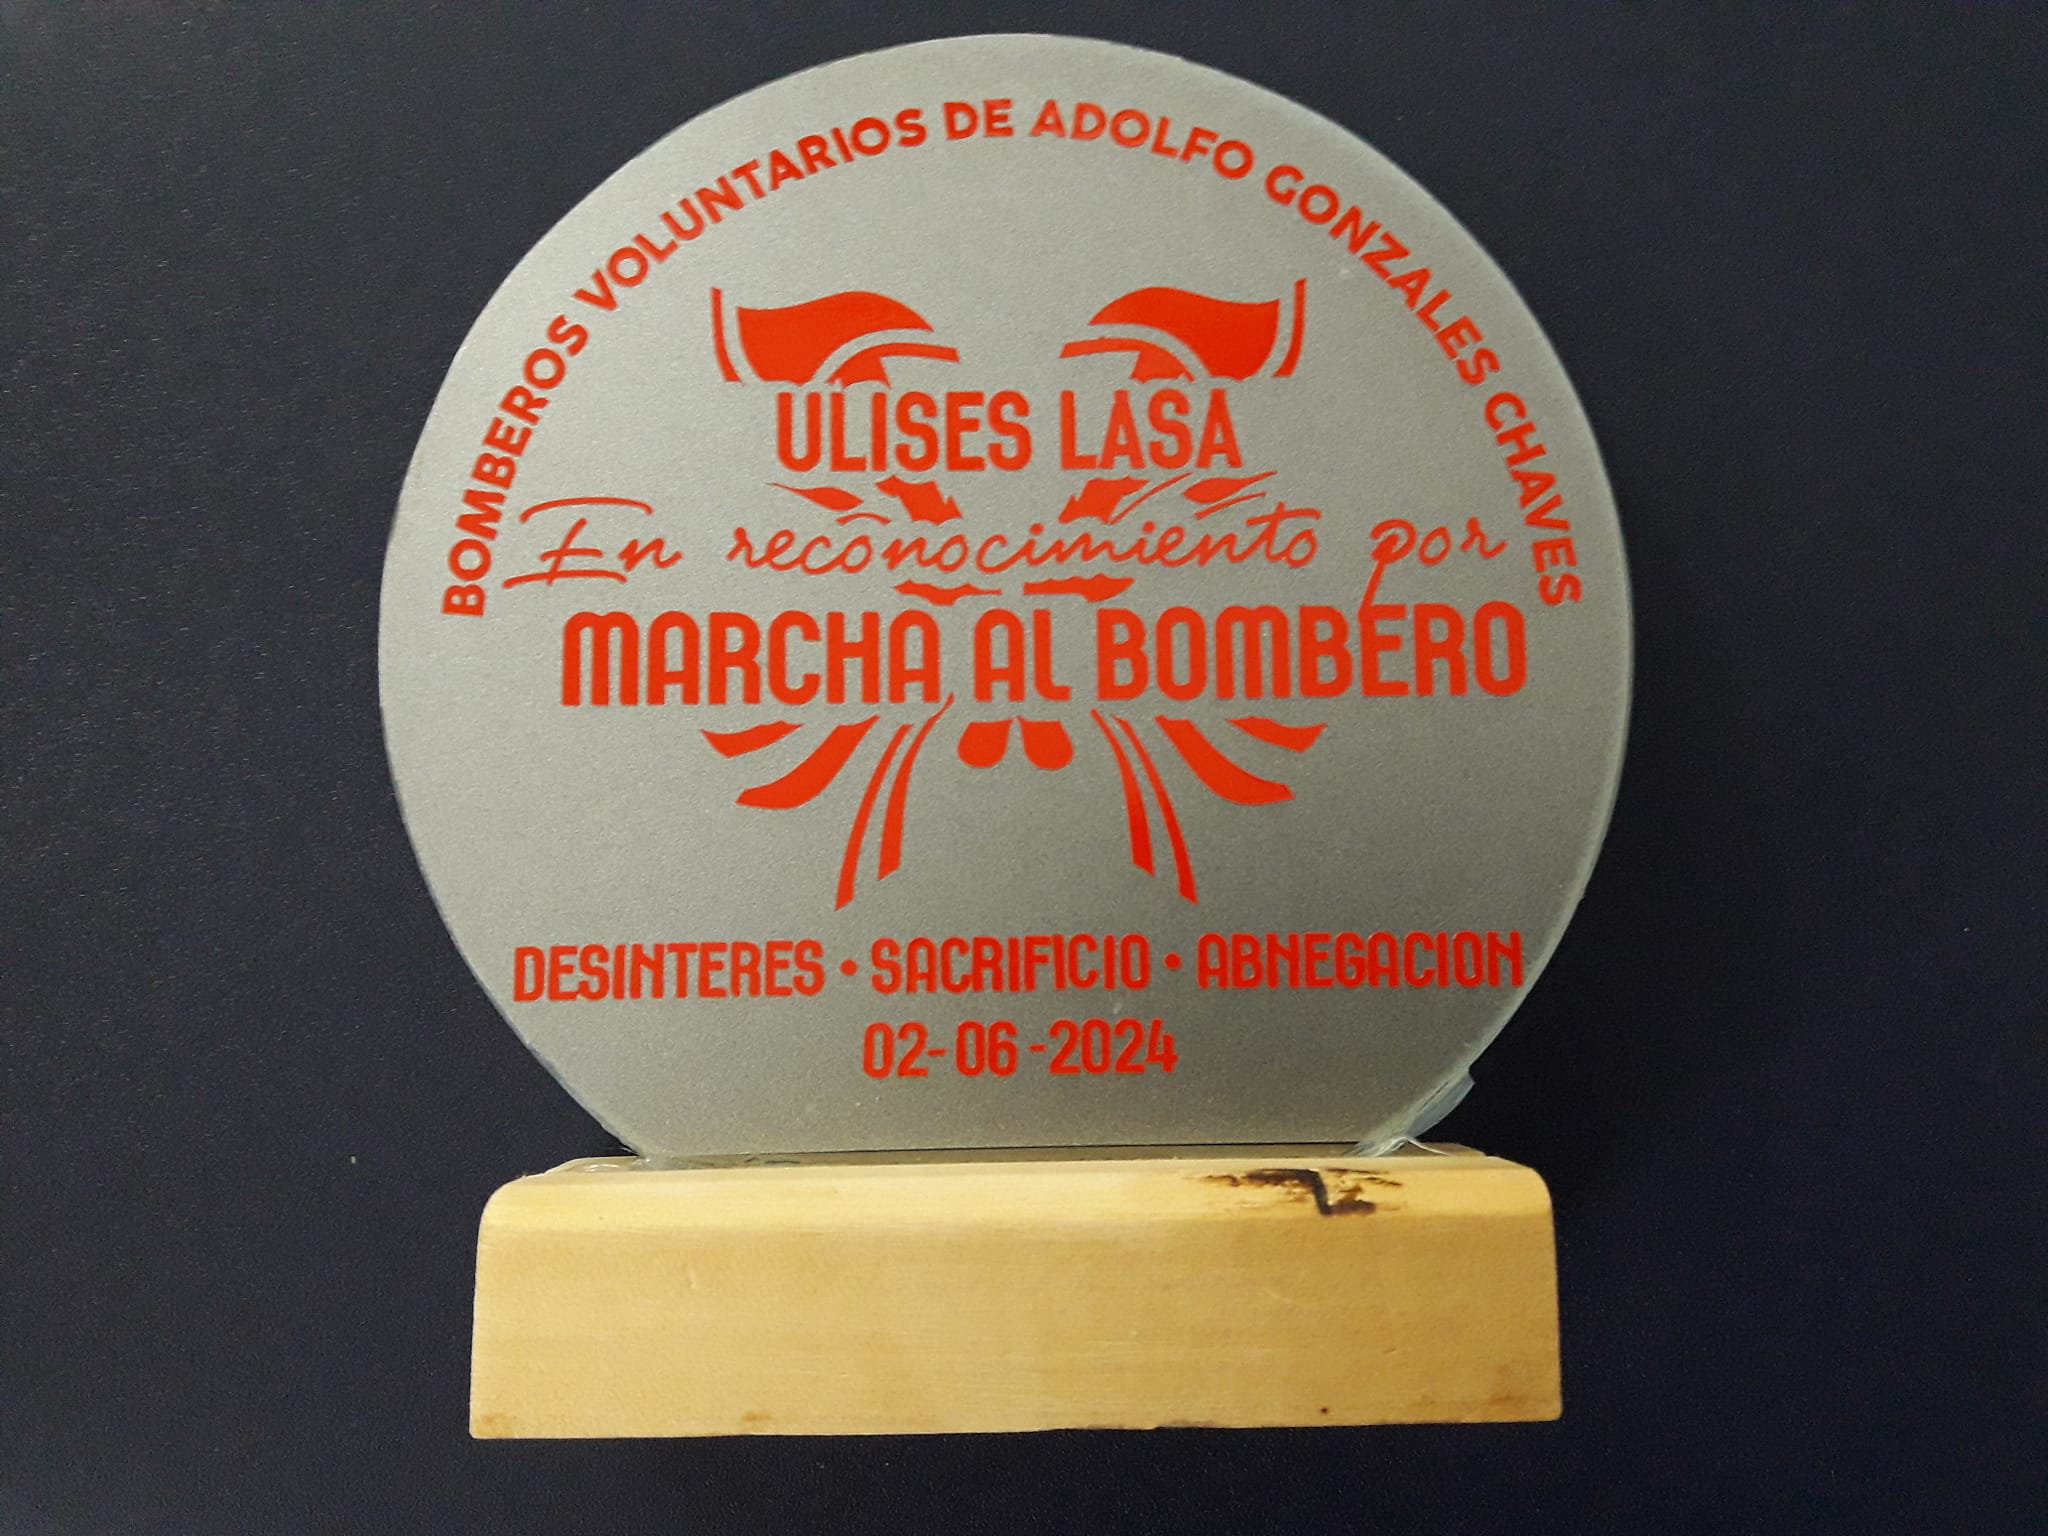 BOMBEROS VOLUNTARIOS DE ADOLFO GONZALES CHAVES
ULISES LASA
En reconocimiento por
MARCHA AL BOMBERO
DESINTERES • SACRIFICIO • ABNEGACION
02-06-2024